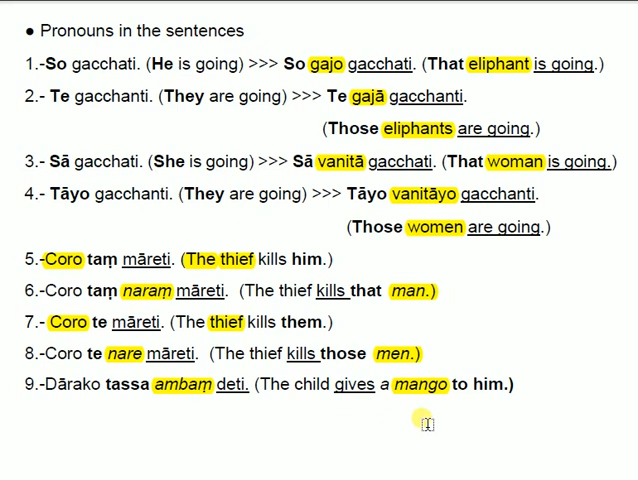 ● Pronouns in the sentences
1.-So gacchati. (He is going) >>> So gajo gacchati. (That eliphant is going.)
2.- Te gacchanti. (They are going) >>> Te gajā gacchanti.
(Those eliphants are going.)
3.- Sā gacchati. (She is going) >>> Sā vanitā gacchati. (That woman is going.)
4.- Tāyo gacchanti. (They are going) >>> Tāyo vanitāyo gacchanti.
(Those women are going.)
5.-Coro taṃ māreti. (The thief kills him.)
6.-Coro taṃ naraṃ māreti. (The thief kills that man.)
7.- Coro te māreti. (The thief kills them.)
8.-Coro te nare māreti. (The thief kills those men.)
9.-Dārako tassa ambaṃ deti. (The child gives a mango to him.)